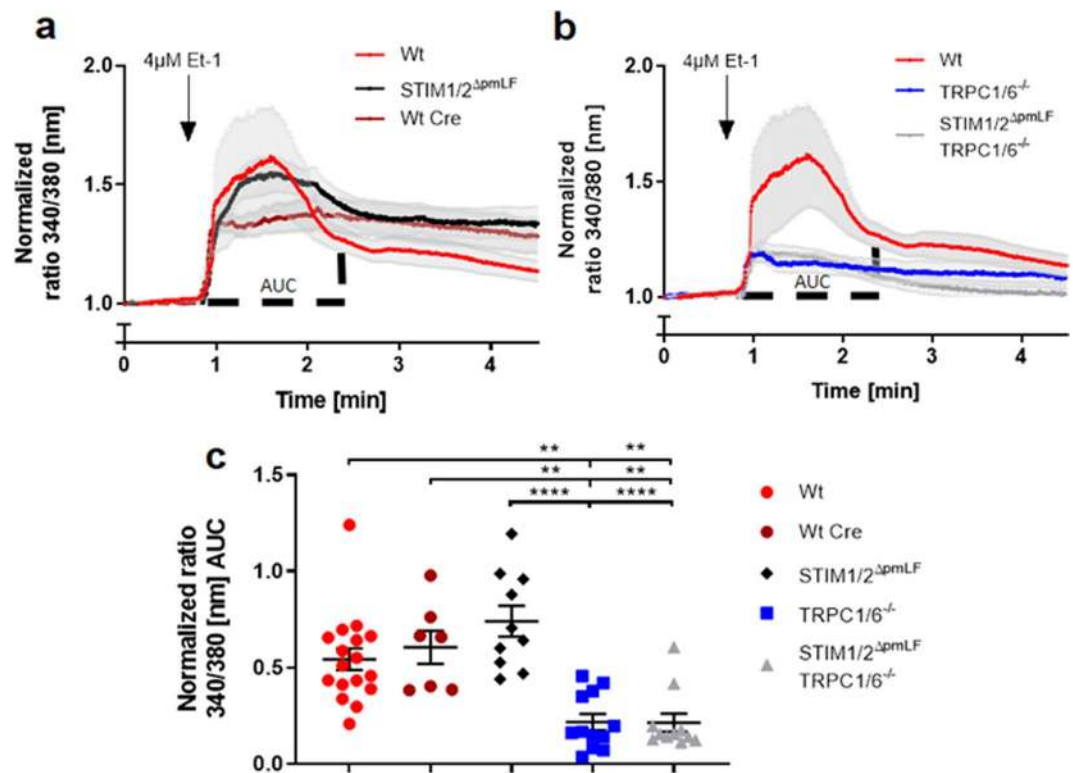 a
4μM Et-1
Wt
STIM1/2ΔpmLF
Wt Cre
Normalized
ratio 340/380 [nm]
2.0
1.5
1.0
AUC
0 1 2 3 4
Time [min]
b
4μM Et-1
Wt
TRPC1/6-/-
STIM1/2ΔpmLF
TRPC1/6-/-
Normalized
ratio 340/380 [nm]
2.0
1.5
1.0
AUC
0 1 2 3 4
Time [min]
c
** **
** **
**** ****
Normalized ratio
340/380 [nm] AUC
1.5
1.0
0.5
0.0
Wt
Wt Cre
STIM1/2ΔpmLF
TRPC1/6-/-
STIM1/2ΔpmLF
TRPC1/6-/-